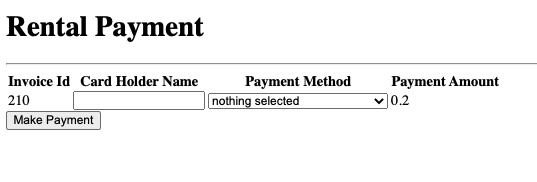 Rental Payment
Invoice Id Card Holder Name Payment Method Payment Amount
210 nothing selected 0.2
Make Payment